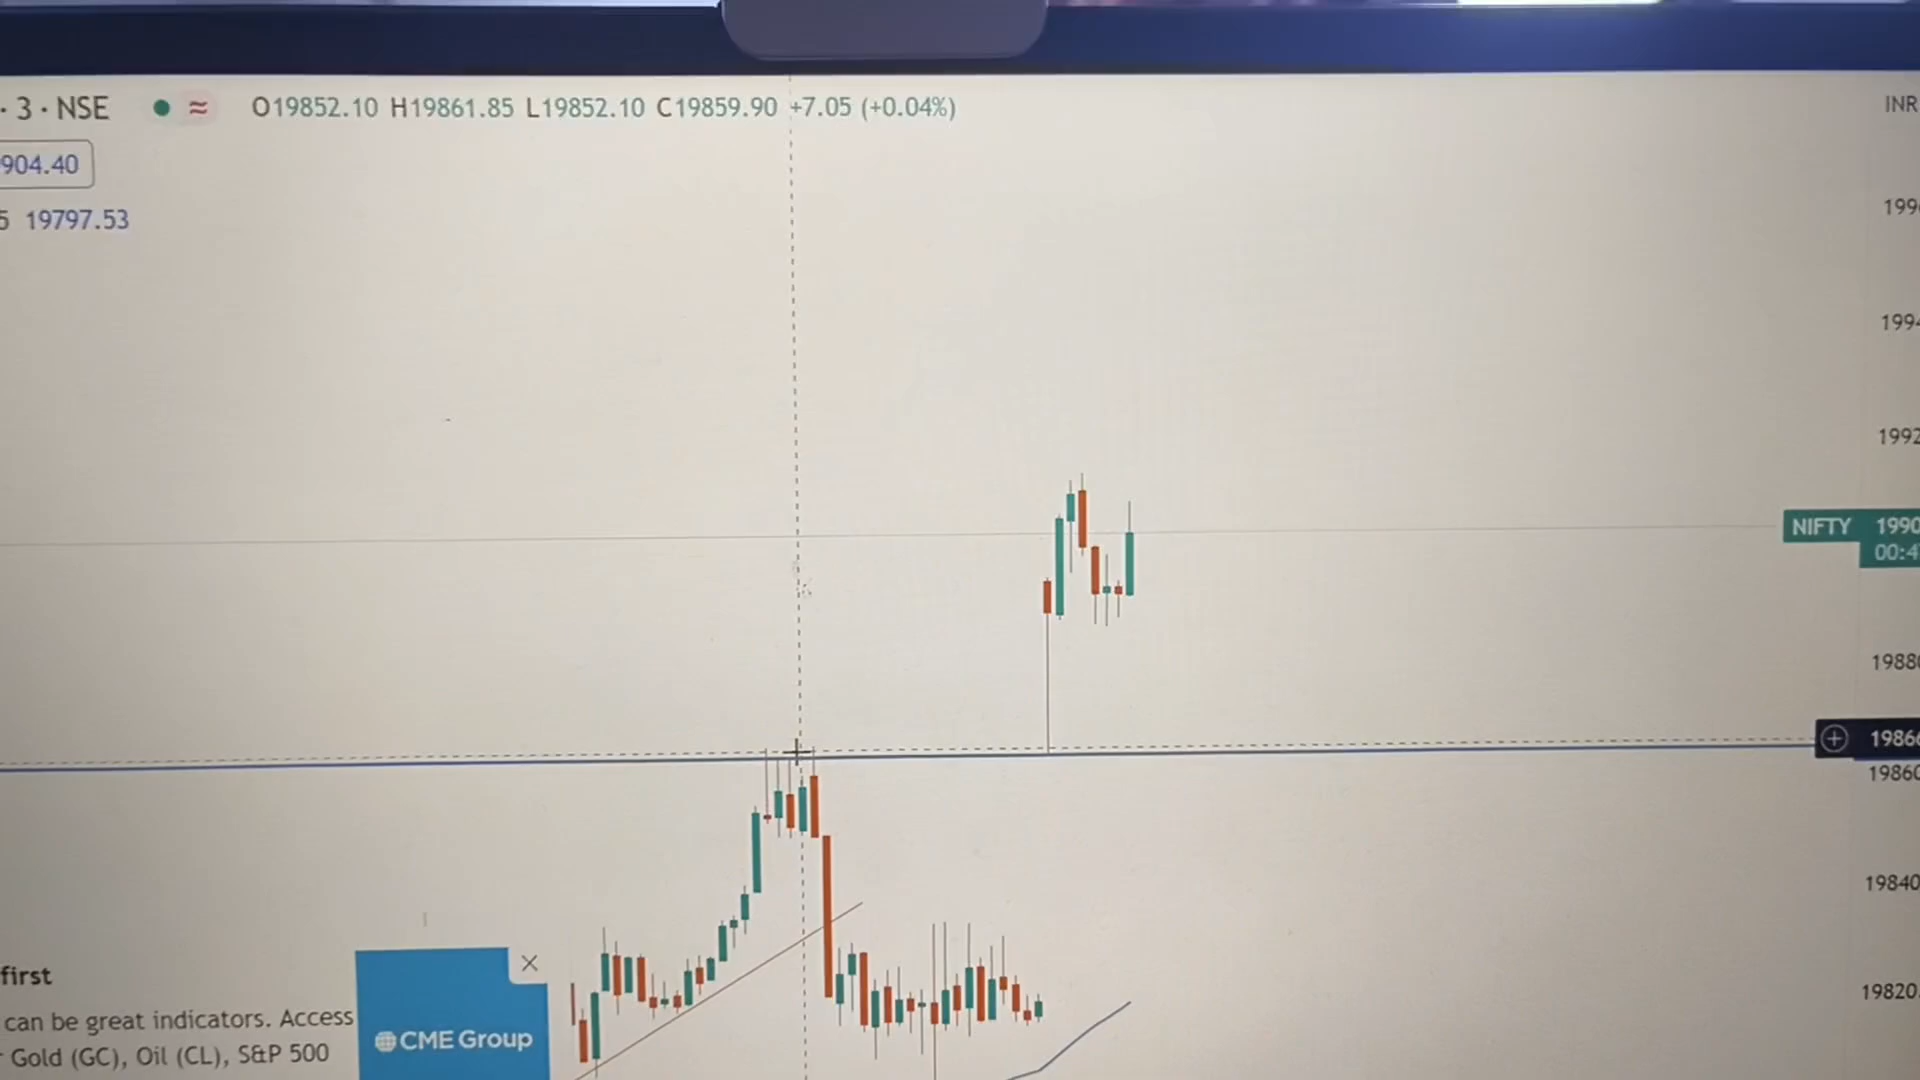 · 3 · NSE ≈ O19852.10 H19861.85 L19852.10 C19859.90 +7.05 (+0.04%)
INR
904.40
5 19797.53
NIFTY
19840
19820
first
can be great indicators. Access
Gold (GC), Oil (CL), S&P 500
CME Group